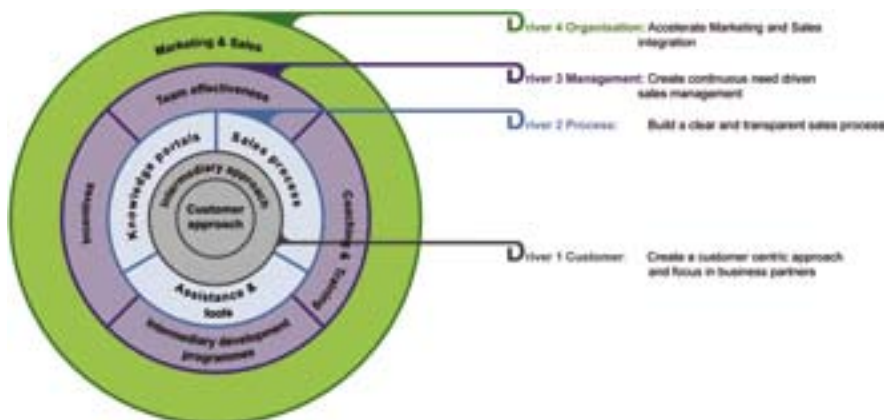 Marketing & Sales
Team effectiveness
Knowledge portals
Sales process
Intermediary approach
Customer
approach
Incentives
Coaching & Training
Assistance &
tools
Intermediary development
programmes
Driver 4 Organisation: Accelerate Marketing and Sales
integration
Driver 3 Management: Create continuous need driven
sales management
Driver 2 Process: Build a clear and transparent sales process
Driver 1 Customer: Create a customer centric approach
and focus in business partners